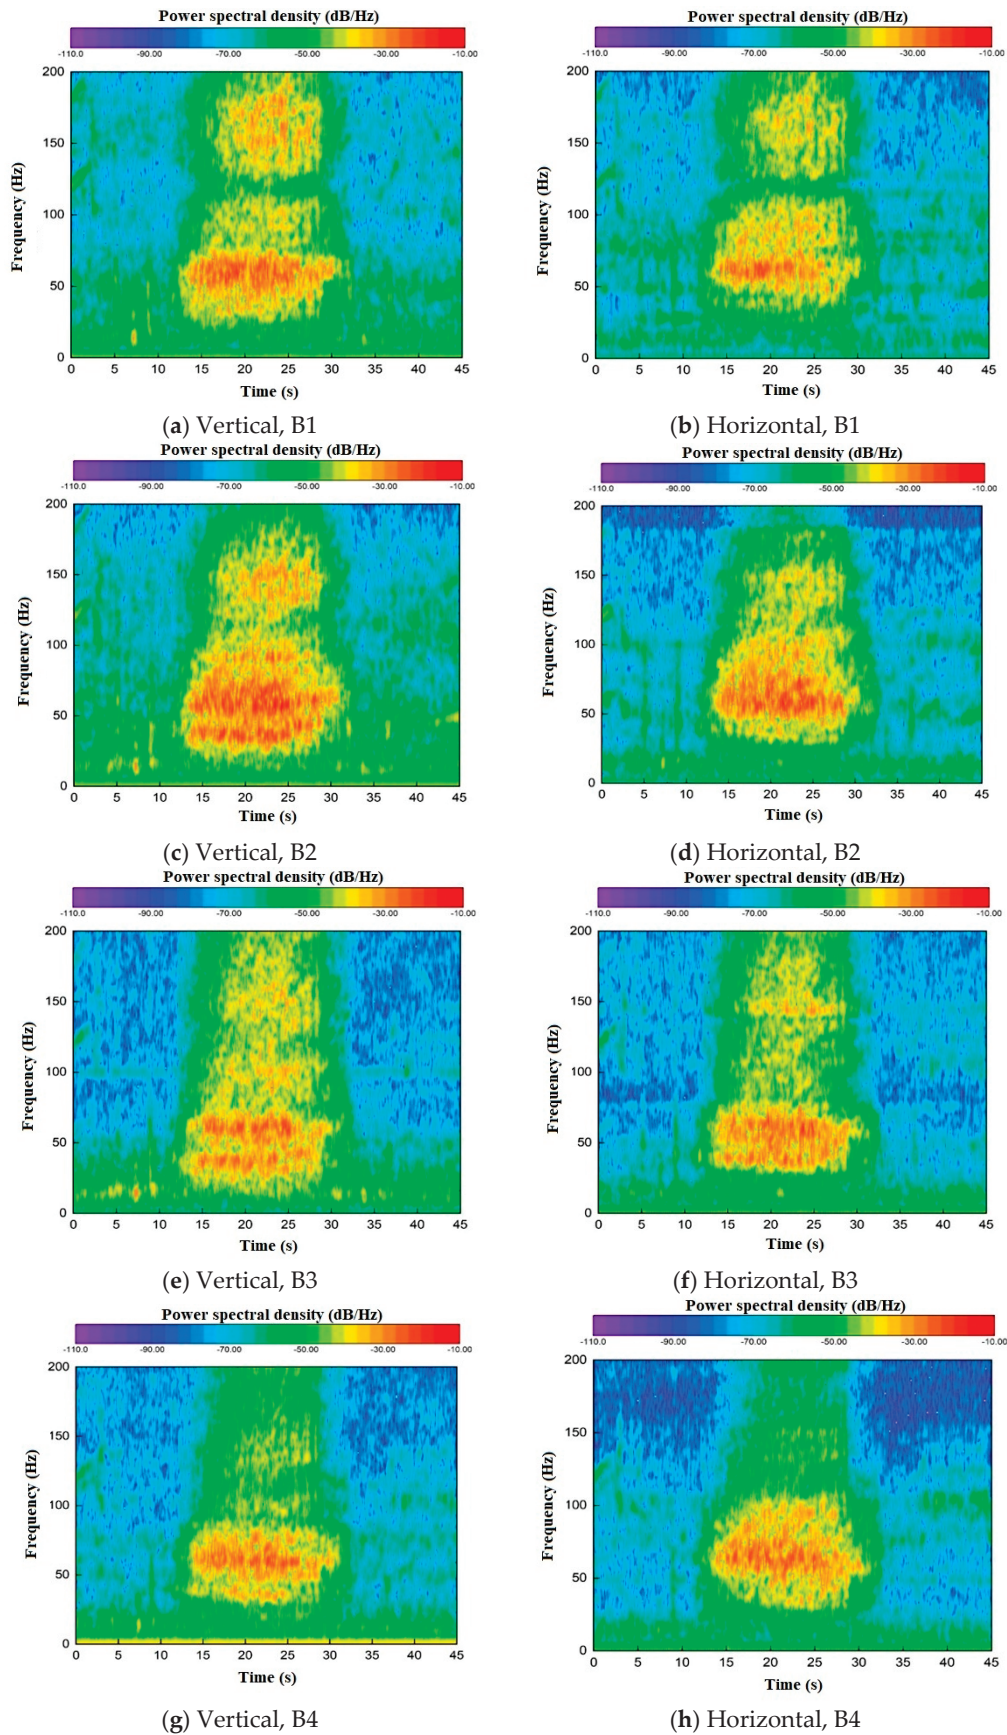 Power spectral density (dB/Hz)
-110.0 -90.00 -70.00 -50.00 -30.00 -10.00
200
150
100
50
0
Frequency (Hz)
0 5 10 15 20 25 30 35 40 45
Time (s)
(a) Vertical, B1
Power spectral density (dB/Hz)
-110.0 -90.00 -70.00 -50.00 -30.00 -10.00
200
150
100
50
0
Frequency (Hz)
0 5 10 15 20 25 30 35 40 45
Time (s)
(b) Horizontal, B1
Power spectral density (dB/Hz)
-110.0 -90.00 -70.00 -50.00 -30.00 -10.00
200
150
100
50
0
Frequency (Hz)
0 5 10 15 20 25 30 35 40 45
Time (s)
(c) Vertical, B2
Power spectral density (dB/Hz)
-110.0 -90.00 -70.00 -50.00 -30.00 -10.00
200
150
100
50
0
Frequency (Hz)
0 5 10 15 20 25 30 35 40 45
Time (s)
(d) Horizontal, B2
Power spectral density (dB/Hz)
-110.0 -90.00 -70.00 -50.00 -30.00 -10.00
200
150
100
50
0
Frequency (Hz)
0 5 10 15 20 25 30 35 40 45
Time (s)
(e) Vertical, B3
Power spectral density (dB/Hz)
-110.0 -90.00 -70.00 -50.00 -30.00 -10.00
200
150
100
50
0
Frequency (Hz)
0 5 10 15 20 25 30 35 40 45
Time (s)
(f) Horizontal, B3
Power spectral density (dB/Hz)
-110.0 -90.00 -70.00 -50.00 -30.00 -10.00
200
150
100
50
0
Frequency (Hz)
0 5 10 15 20 25 30 35 40 45
Time (s)
(g) Vertical, B4
Power spectral density (dB/Hz)
-110.0 -90.00 -70.00 -50.00 -30.00 -10.00
200
150
100
50
0
Frequency (Hz)
0 5 10 15 20 25 30 35 40 45
Time (s)
(h) Horizontal, B4